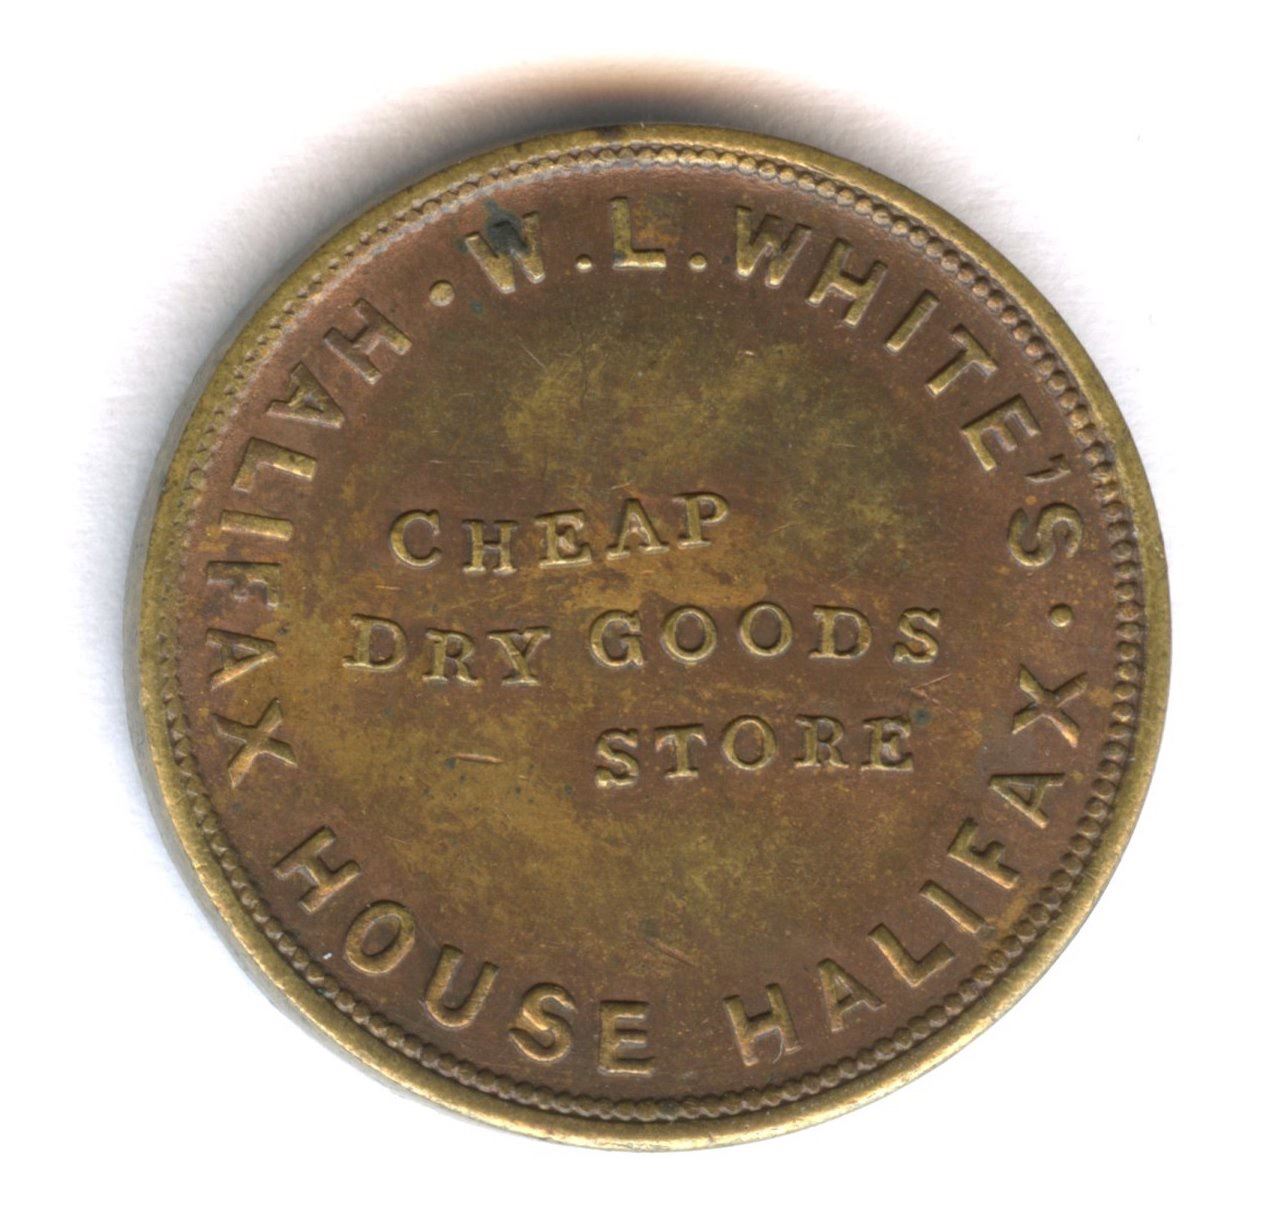 · W. L. WHITE'S · HALIFAX HOUSE HALIFAX
CHEAP
DRY GOODS
STORE